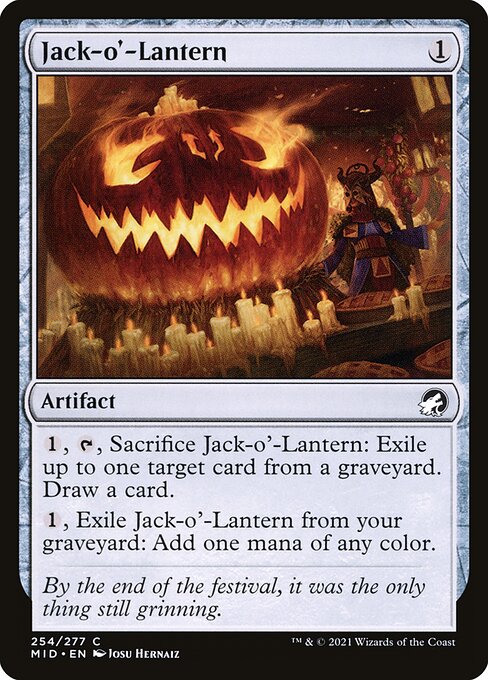 Jack-o'-Lantern 1
Artifact
1, T, Sacrifice Jack-o'-Lantern: Exile
up to one target card from a graveyard.
Draw a card.
1, Exile Jack-o'-Lantern from your
graveyard: Add one mana of any color.
By the end of the festival, it was the only
thing still grinning.
254/277 C
MID • EN Josu Hernaiz
™ & © 2021 Wizards of the Coast